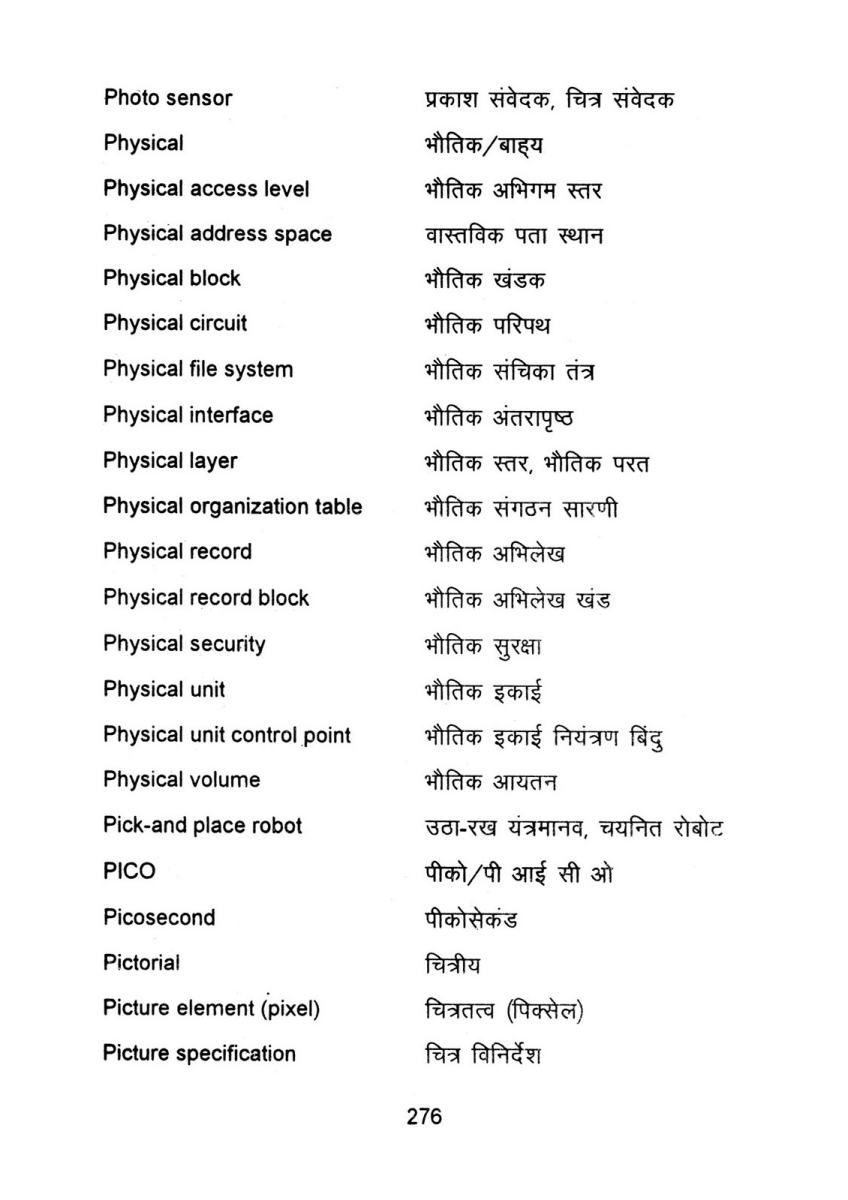 Photo sensor प्रकाश संवेदक, चित्र संवेदक
Physical भौतिक/बाह्य
Physical access level भौतिक अभिगम स्तर
Physical address space वास्तविक पता स्थान
Physical block भौतिक खंडक
Physical circuit भौतिक परिपथ
Physical file system भौतिक संचिका तंत्र
Physical interface भौतिक अंतरापृष्ठ
Physical layer भौतिक स्तर, भौतिक परत
Physical organization table भौतिक संगठन सारणी
Physical record भौतिक अभिलेख
Physical record block भौतिक अभिलेख खंड
Physical security भौतिक सुरक्षा
Physical unit भौतिक इकाई
Physical unit control point भौतिक इकाई नियंत्रण बिंदु
Physical volume भौतिक आयतन
Pick-and place robot उठा-रख यंत्रमानव, चयनित रोबोट
PICO पीको/पी आई सी ओ
Picosecond पीकोसेकंड
Pictorial चित्रीय
Picture element (pixel) चित्रतत्व (पिक्सेल)
Picture specification चित्र विनिर्देश
276